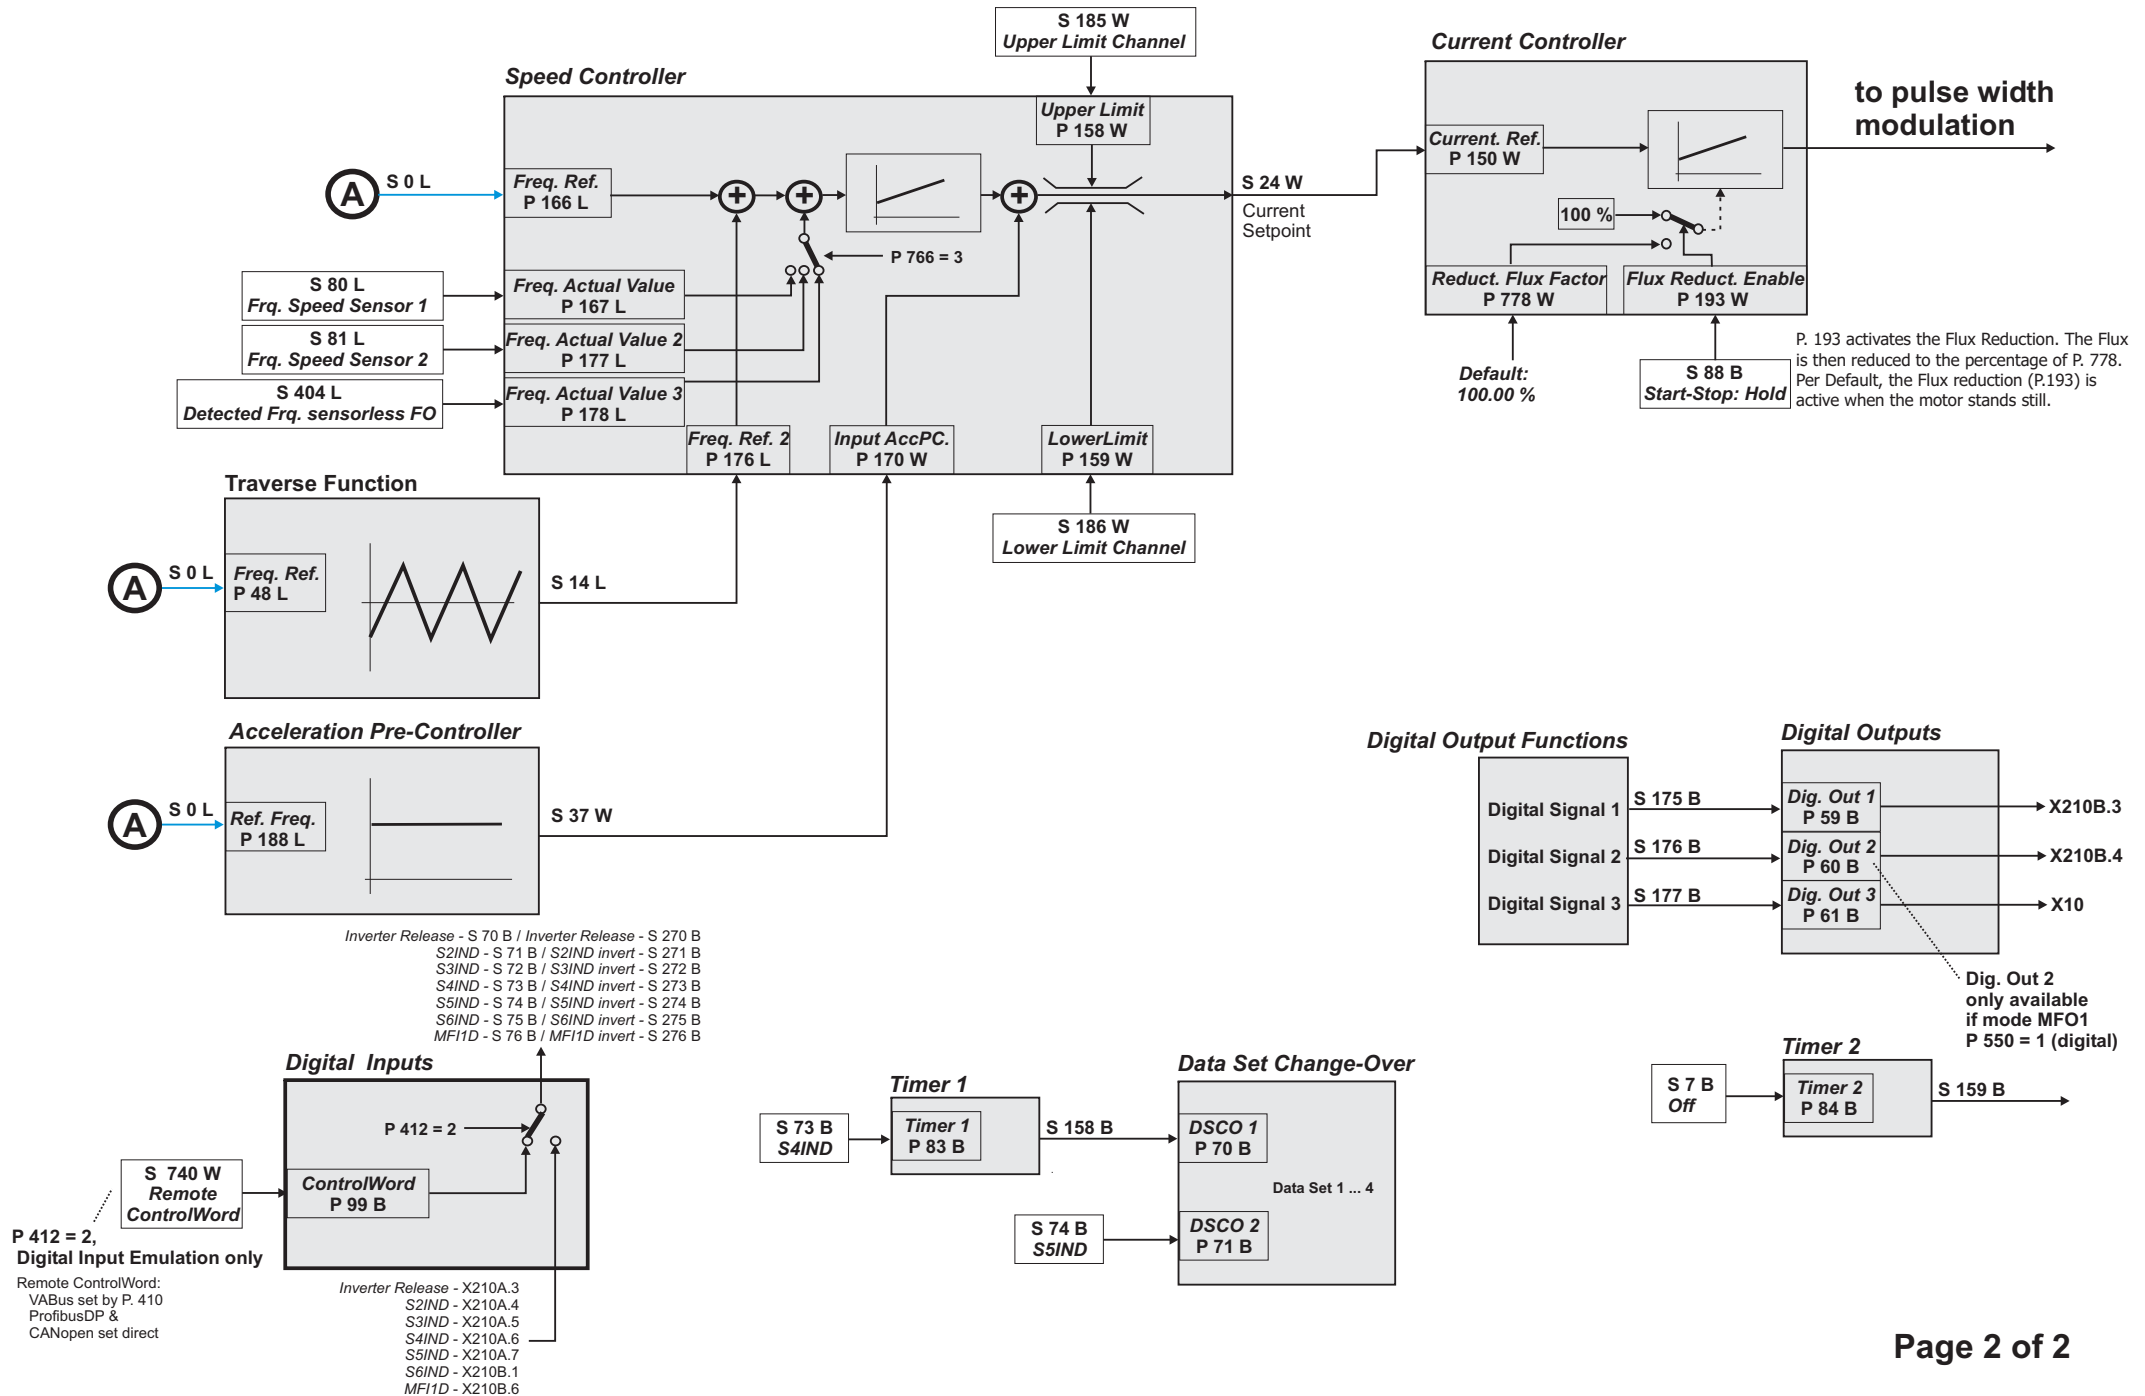 S 185 W
Upper Limit Channel
Current Controller
Speed Controller
to pulse width
modulation
Upper Limit
P 158 W
Current. Ref.
P 150 W
A
S 0 L
Freq. Ref.
P 166 L
+
+
+
S 24 W
Current
Setpoint
100 %
P 766 = 3
S 80 L
Frq. Speed Sensor 1
Freq. Actual Value
P 167 L
Reduct. Flux Factor
P 778 W
Flux Reduct. Enable
P 193 W
S 81 L
Frq. Speed Sensor 2
Freq. Actual Value 2
P 177 L
P. 193 activates the Flux Reduction. The Flux
is then reduced to the percentage of P. 778.
Per Default, the Flux reduction (P.193) is
active when the motor stands still.
Default:
100.00 %
S 88 B
Start-Stop: Hold
S 404 L
Detected Frq. sensorless FO
Freq. Actual Value 3
P 178 L
Freq. Ref. 2
P 176 L
Input AccPC.
P 170 W
LowerLimit
P 159 W
Traverse Function
S 186 W
Lower Limit Channel
A
S 0 L
Freq. Ref.
P 48 L
S 14 L
Acceleration Pre-Controller
Digital Output Functions
Digital Outputs
A
S 0 L
Ref. Freq.
P 188 L
S 37 W
Digital Signal 1
S 175 B
Dig. Out 1
P 59 B
X210B.3
Digital Signal 2
S 176 B
Dig. Out 2
P 60 B
X210B.4
Digital Signal 3
S 177 B
Dig. Out 3
P 61 B
X10
Inverter Release - S 70 B / Inverter Release - S 270 B
S2IND - S 71 B / S2IND invert - S 271 B
S3IND - S 72 B / S3IND invert - S 272 B
S4IND - S 73 B / S4IND invert - S 273 B
S5IND - S 74 B / S5IND invert - S 274 B
S6IND - S 75 B / S6IND invert - S 275 B
MFI1D - S 76 B / MFI1D invert - S 276 B
Dig. Out 2
only available
if mode MFO1
P 550 = 1 (digital)
Digital Inputs
Timer 1
Data Set Change-Over
Timer 2
S 7 B
Off
Timer 2
P 84 B
S 159 B
P 412 = 2
S 73 B
S4IND
Timer 1
P 83 B
S 158 B
DSCO 1
P 70 B
Data Set 1 ... 4
S 740 W
Remote
ControlWord
ControlWord
P 99 B
S 74 B
S5IND
DSCO 2
P 71 B
P 412 = 2,
Digital Input Emulation only
Remote ControlWord:
VABus set by P. 410
ProfibusDP &
CANopen set direct
Inverter Release - X210A.3
S2IND - X210A.4
S3IND - X210A.5
S4IND - X210A.6
S5IND - X210A.7
S6IND - X210B.1
MFI1D - X210B.6
Page 2 of 2